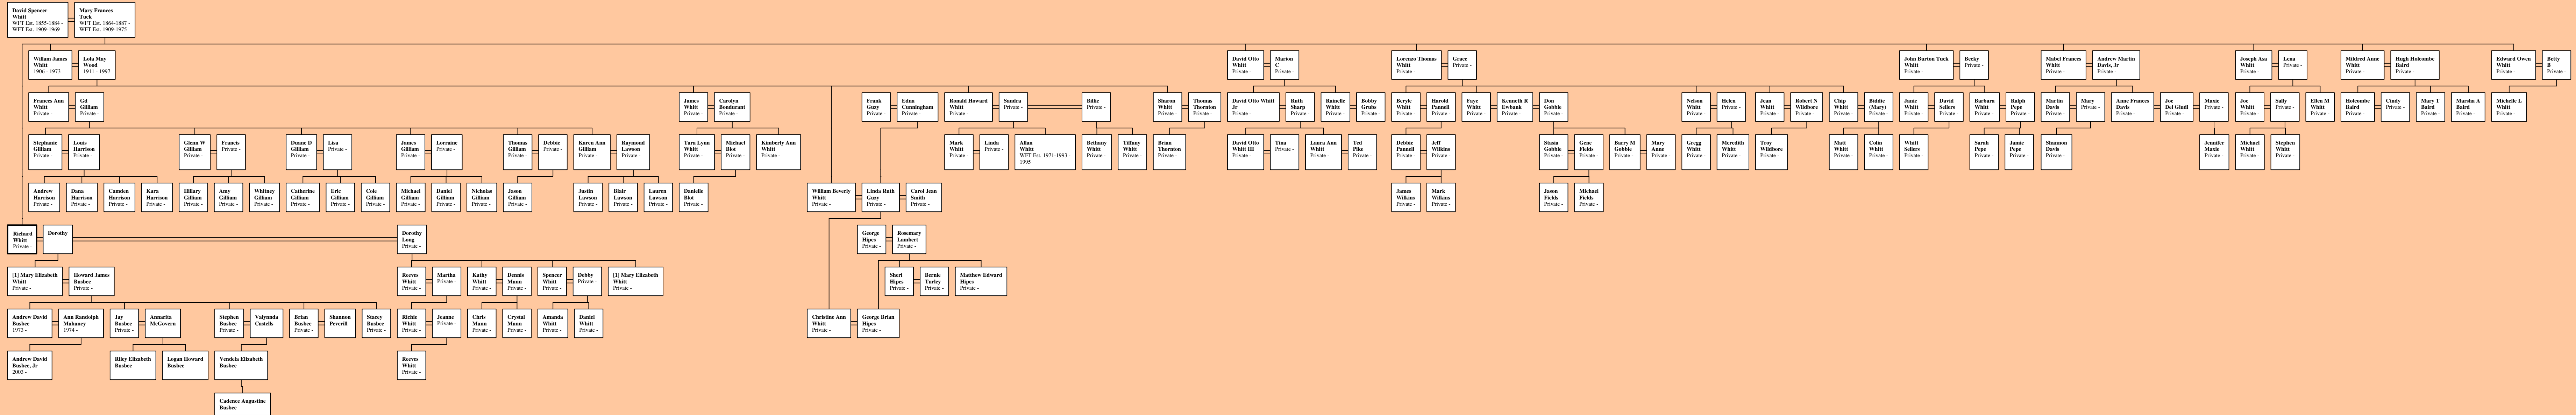 David Spencer
Whitt
WFT Est. 1855-1884 -
WFT Est. 1909-1969
Mary Frances
Tuck
WFT Est. 1864-1887 -
WFT Est. 1909-1975
William James
Whitt
1906 - 1973
Lola May
Wood
1911 - 1997
David Otto
Whitt
Private -
Marion
C
Private -
Lorenzo Thomas
Whitt
Private -
Grace
Private -
John Burton Tuck
Whitt
Private -
Becky
Private -
Mabel Frances
Whitt
Private -
Andrew Martin
Davis, Jr
Private -
Joseph Asa
Whitt
Private -
Lena
Private -
Mildred Anne
Whitt
Private -
Hugh Holcombe
Baird
Private -
Edward Owen
Whitt
Private -
Betty
B
Private -
Frances Ann
Whitt
Private -
Gd
Gilliam
Private -
James
Whitt
Private -
Carolyn
Bondurant
Private -
Frank
Guzy
Private -
Edna
Cunningham
Private -
Ronald Howard
Whitt
Private -
Sandra
Private -
Billie
Private -
Sharon
Whitt
Private -
Thomas
Thornton
Private -
David Otto Whitt
Jr
Private -
Ruth
Sharp
Private -
Rainelle
Whitt
Private -
Bobby
Grubs
Private -
Beryle
Whitt
Private -
Harold
Pannell
Private -
Faye
Whitt
Private -
Kenneth R
Ewbank
Private -
Don
Gobble
Private -
Nelson
Whitt
Private -
Helen
Private -
Jean
Whitt
Private -
Robert N
Wildbore
Private -
Chip
Whitt
Private -
Biddie
(Mary)
Private -
Janie
Whitt
Private -
David
Sellers
Private -
Barbara
Whitt
Private -
Ralph
Pepe
Private -
Martin
Davis
Private -
Mary
Private -
Anne Frances
Davis
Private -
Joe
Del Giudi
Private -
Maxie
Private -
Joe
Whitt
Private -
Sally
Private -
Ellen M
Whitt
Private -
Holcombe
Baird
Private -
Cindy
Private -
Mary T
Baird
Private -
Marsha A
Baird
Private -
Michelle L
Whitt
Private -
Stephanie
Gilliam
Private -
Louis
Harrison
Private -
Glenn W
Gilliam
Private -
Francis
Private -
Duane D
Gilliam
Private -
Lisa
Private -
James
Gilliam
Private -
Lorraine
Private -
Thomas
Gilliam
Private -
Debbie
Private -
Karen Ann
Gilliam
Private -
Raymond
Lawson
Private -
Tara Lynn
Whitt
Private -
Michael
Blot
Private -
Kimberly Ann
Whitt
Private -
Mark
Whitt
Private -
Linda
Private -
Allan
Whitt
WFT Est. 1971-1993 -
1995
Bethany
Whitt
Private -
Tiffany
Whitt
Private -
Brian
Thornton
Private -
David Otto
Whitt III
Private -
Tina
Private -
Laura Ann
Whitt
Private -
Ted
Pike
Private -
Debbie
Pannell
Private -
Jeff
Wilkins
Private -
Stasia
Gobble
Private -
Gene
Fields
Private -
Barry M
Gobble
Private -
Mary
Anne
Private -
Gregg
Whitt
Private -
Meredith
Whitt
Private -
Troy
Wildbore
Private -
Matt
Whitt
Private -
Colin
Whitt
Private -
Whitt
Sellers
Private -
Sarah
Pepe
Private -
Jamie
Pepe
Private -
Shannon
Davis
Private -
Jennifer
Maxie
Private -
Michael
Whitt
Private -
Stephen
Whitt
Private -
Andrew
Harrison
Private -
Dana
Harrison
Private -
Camden
Harrison
Private -
Kara
Harrison
Private -
Hillary
Gilliam
Private -
Amy
Gilliam
Private -
Whitney
Gilliam
Private -
Catherine
Gilliam
Private -
Eric
Gilliam
Private -
Cole
Gilliam
Private -
Michael
Gilliam
Private -
Daniel
Gilliam
Private -
Nicholas
Gilliam
Private -
Jason
Gilliam
Private -
Justin
Lawson
Private -
Blair
Lawson
Private -
Lauren
Lawson
Private -
Danielle
Blot
Private -
William Beverly
Whitt
Private -
Linda Ruth
Guzy
Private -
Carol Jean
Smith
Private -
James
Wilkins
Private -
Mark
Wilkins
Private -
Jason
Fields
Private -
Michael
Fields
Private -
Richard
Whitt
Private -
Dorothy
Private -
Dorothy
Long
Private -
George
Hipes
Private -
Rosemary
Lambert
Private -
[1] Mary Elizabeth
Whitt
Private -
Howard James
Busbee
Private -
Reeves
Whitt
Private -
Martha
Private -
Kathy
Whitt
Private -
Dennis
Mann
Private -
Spencer
Whitt
Private -
Debby
Private -
[1] Mary Elizabeth
Whitt
Private -
Sheri
Hipes
Private -
Bernie
Turley
Private -
Matthew Edward
Hipes
Private -
Andrew David
Busbee
1973 -
Ann Randolph
Mahaney
1974 -
Jay
Busbee
Private -
Annarita
McGovern
Stephen
Busbee
Private -
Valyunda
Castells
Brian
Busbee
Private -
Shannon
Peverill
Stacey
Busbee
Private -
Richie
Whitt
Private -
Jeanne
Private -
Chris
Mann
Private -
Crystal
Mann
Private -
Amanda
Whitt
Private -
Daniel
Whitt
Private -
Christine Ann
Whitt
Private -
George Brian
Hipes
Private -
Andrew David
Busbee, Jr
2003 -
Riley Elizabeth
Busbee
Logan Howard
Busbee
Vendela Elizabeth
Busbee
Reeves
Whitt
Private -
Cadence Augustine
Busbee